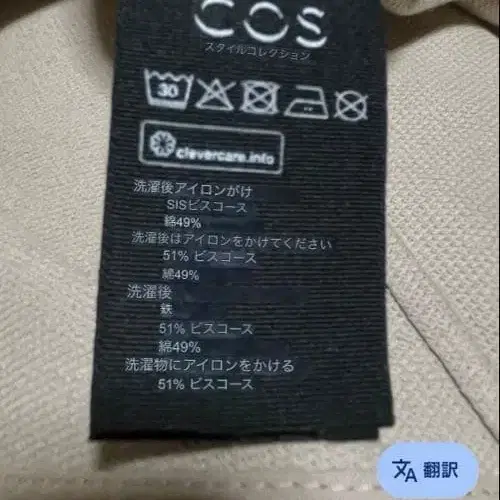 COS
スタイルコレクション
30
clevercare.info
洗濯後アイロンがけ
SISビスコース
綿49%
洗濯後はアイロンをかけてください
51% ビスコース
綿49%
洗濯後
鉄
51% ビスコース
綿49%
洗濯物にアイロンをかける
51% ビスコース
翻訳